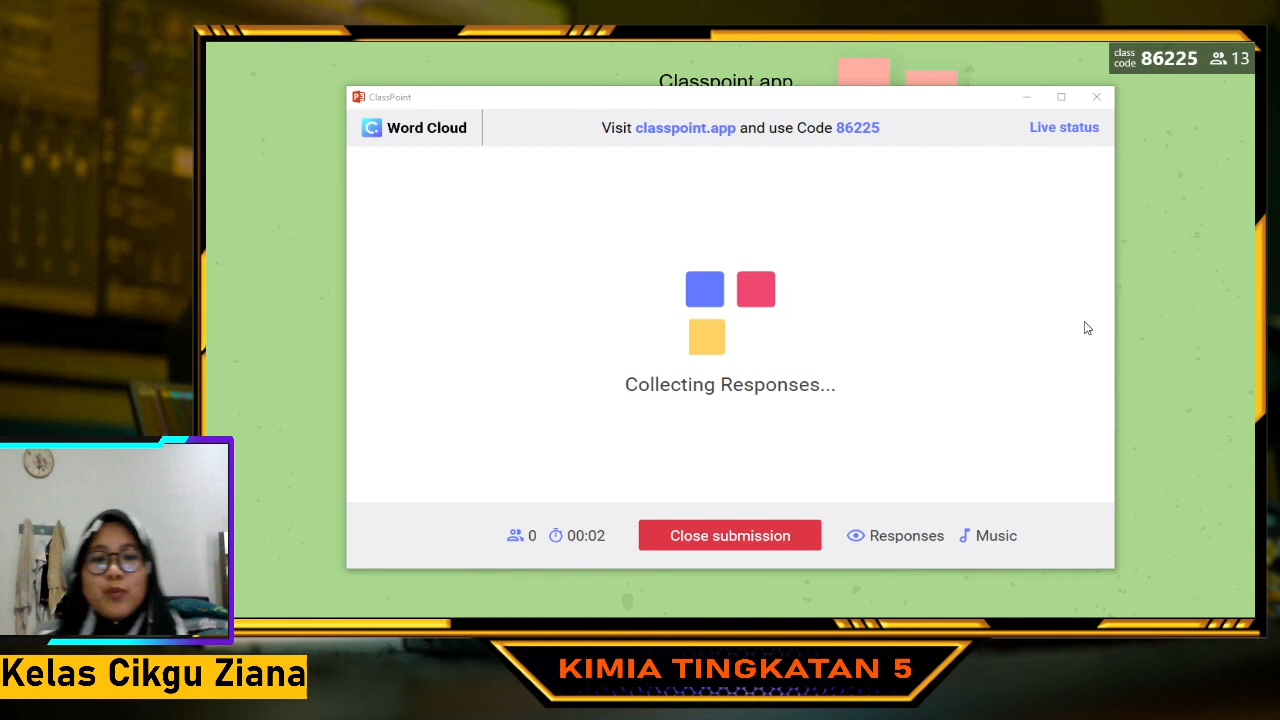 class code 86225 13
Classpoint app
ClassPoint
Word Cloud
Visit classpoint.app and use Code 86225
Live status
Collecting Responses...
0 00:02 Close submission Responses Music
Kelas Cikgu Ziana
KIMIA TINGKATAN 5